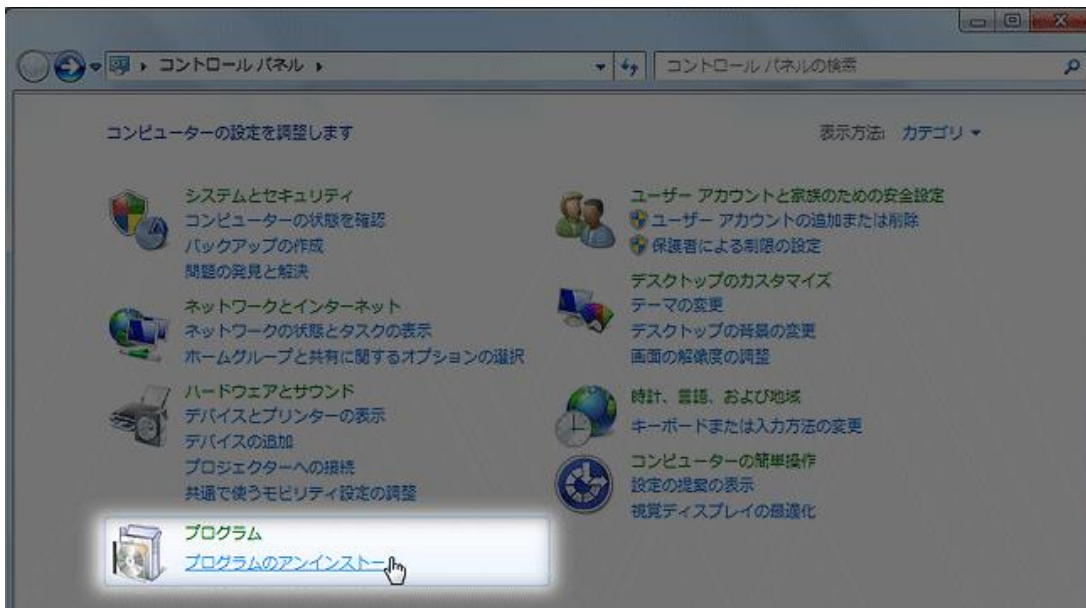 コントロール パネル
コントロール パネルの検索
コンピューターの設定を調整します
表示方法: カテゴリ
システムとセキュリティ
コンピューターの状態を確認
バックアップの作成
問題の発見と解決
ネットワークとインターネット
ネットワークの状態とタスクの表示
ホームグループと共有に関するオプションの選択
ハードウェアとサウンド
デバイスとプリンターの表示
デバイスの追加
プロジェクターへの接続
共通で使うモビリティ設定の調整
プログラム
プログラムのアンインストー
ユーザー アカウントと家族のための安全設定
ユーザー アカウントの追加または削除
保護者による制限の設定
デスクトップのカスタマイズ
テーマの変更
デスクトップの背景の変更
画面の解像度の調整
時計、言語、および地域
キーボードまたは入力方法の変更
コンピューターの簡単操作
設定の提案の表示
視覚ディスプレイの最適化